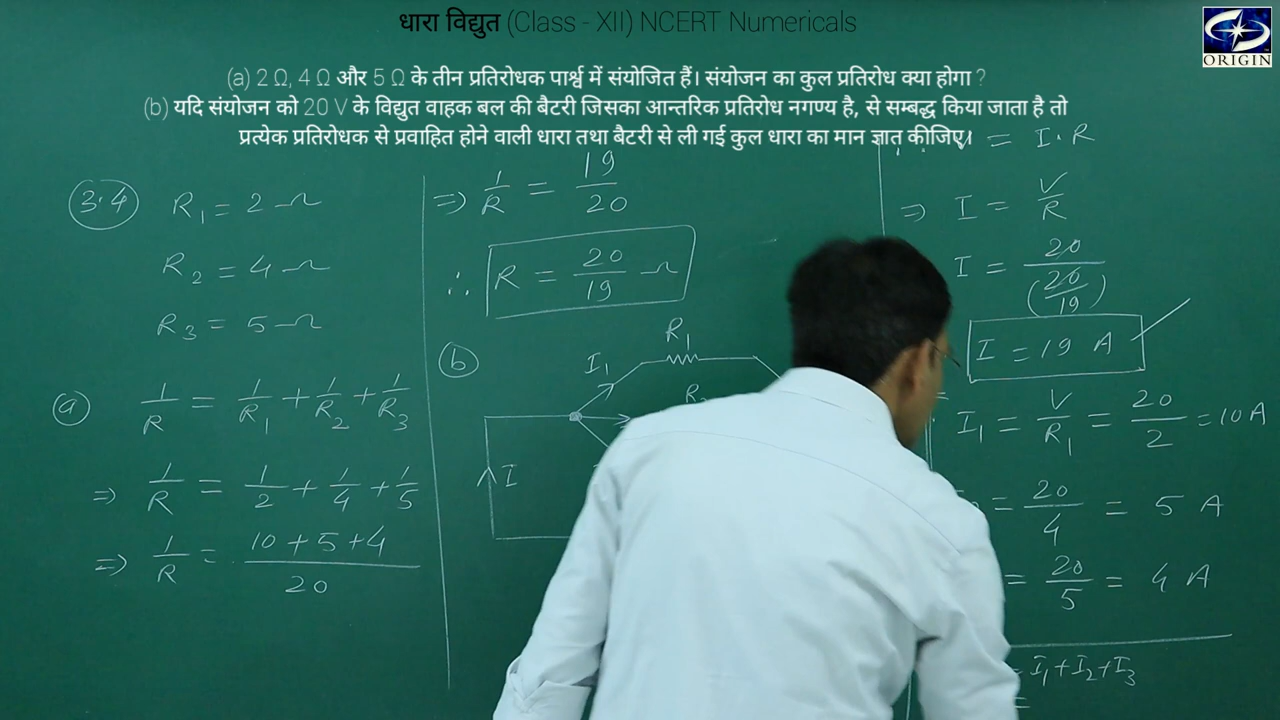 धारा विद्युत (Class - XII) NCERT Numericals
ORIGIN
(a) 2 Ω, 4 Ω और 5 Ω के तीन प्रतिरोधक पार्श्व में संयोजित हैं। संयोजन का कुल प्रतिरोध क्या होगा ?
(b) यदि संयोजन को 20 V के विद्युत वाहक बल की बैटरी जिसका आन्तरिक प्रतिरोध नगण्य है, से सम्बद्ध किया जाता है तो
प्रत्येक प्रतिरोधक से प्रवाहित होने वाली धारा तथा बैटरी से ली गई कुल धारा का मान ज्ञात कीजिए।
3.4 R₁ = 2 Ω
R₂ = 4 Ω
R₃ = 5 Ω
(a) 1/R = 1/R₁ + 1/R₂ + 1/R₃
⇒ 1/R = 1/2 + 1/4 + 1/5
⇒ 1/R = (10 + 5 + 4)/20
⇒ 1/R = 19/20
∴ R = 20/19 Ω
(b)
R₁
I₁
I
= I · R
⇒ I = V/R
I = 20/(20/19)
I = 19 A
I₁ = V/R₁ = 20/2 = 10 A
= 20/4 = 5 A
= 20/5 = 4 A
= I₁ + I₂ + I₃
=